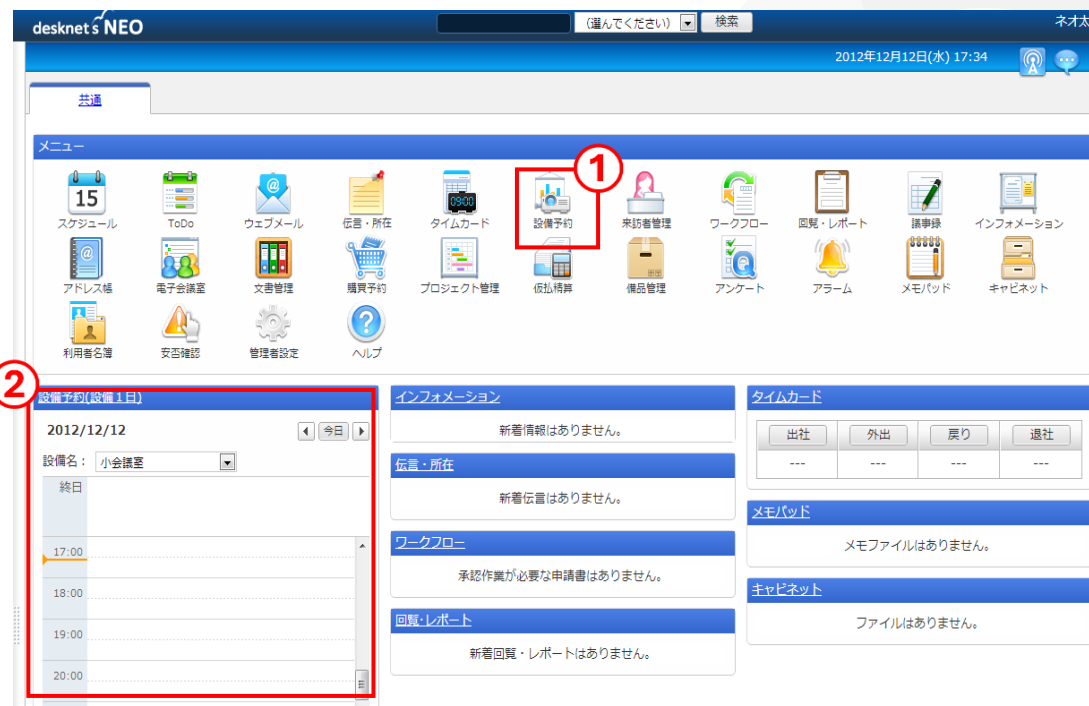 desknet's NEO
(選んでください) 検索 ネオ太
2012年12月12日(水) 17:34
共通
メニュー
1
15 09:00
スケジュール ToDo ウェブメール 伝言・所在 タイムカード 設備予約 来訪者管理 ワークフロー 回覧・レポート 議事録 インフォメーション
アドレス帳 電子会議室 文書管理 購買予約 プロジェクト管理 仮払精算 備品管理 アンケート アラーム メモパッド キャビネット
利用者名簿 安否確認 管理者設定 ヘルプ
2
設備予約(設備1日)
2012/12/12 今日
設備名： 小会議室
終日
17:00
18:00
19:00
20:00
インフォメーション
新着情報はありません。
伝言・所在
新着伝言はありません。
ワークフロー
承認作業が必要な申請書はありません。
回覧・レポート
新着回覧・レポートはありません。
タイムカード
出社 外出 戻り 退社
--- --- --- ---
メモパッド
メモファイルはありません。
キャビネット
ファイルはありません。